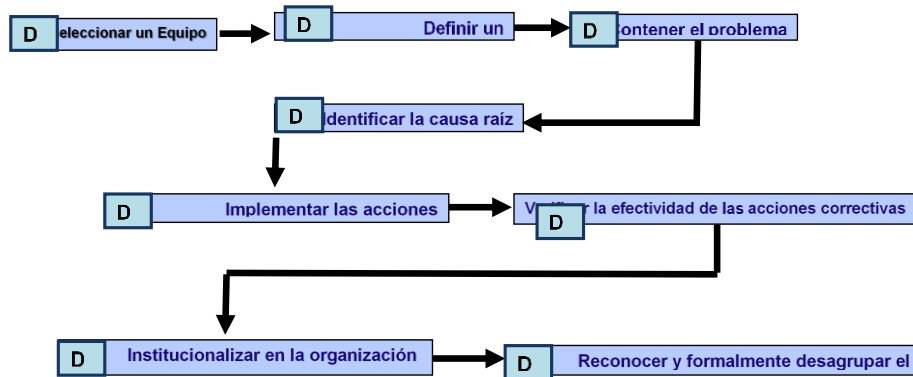 D eleccionar un Equipo
D Definir un
D ontener el problema
D Identificar la causa raíz
D Implementar las acciones
D la efectividad de las acciones correctivas
D Institucionalizar en la organización
D Reconocer y formalmente desagrupar el